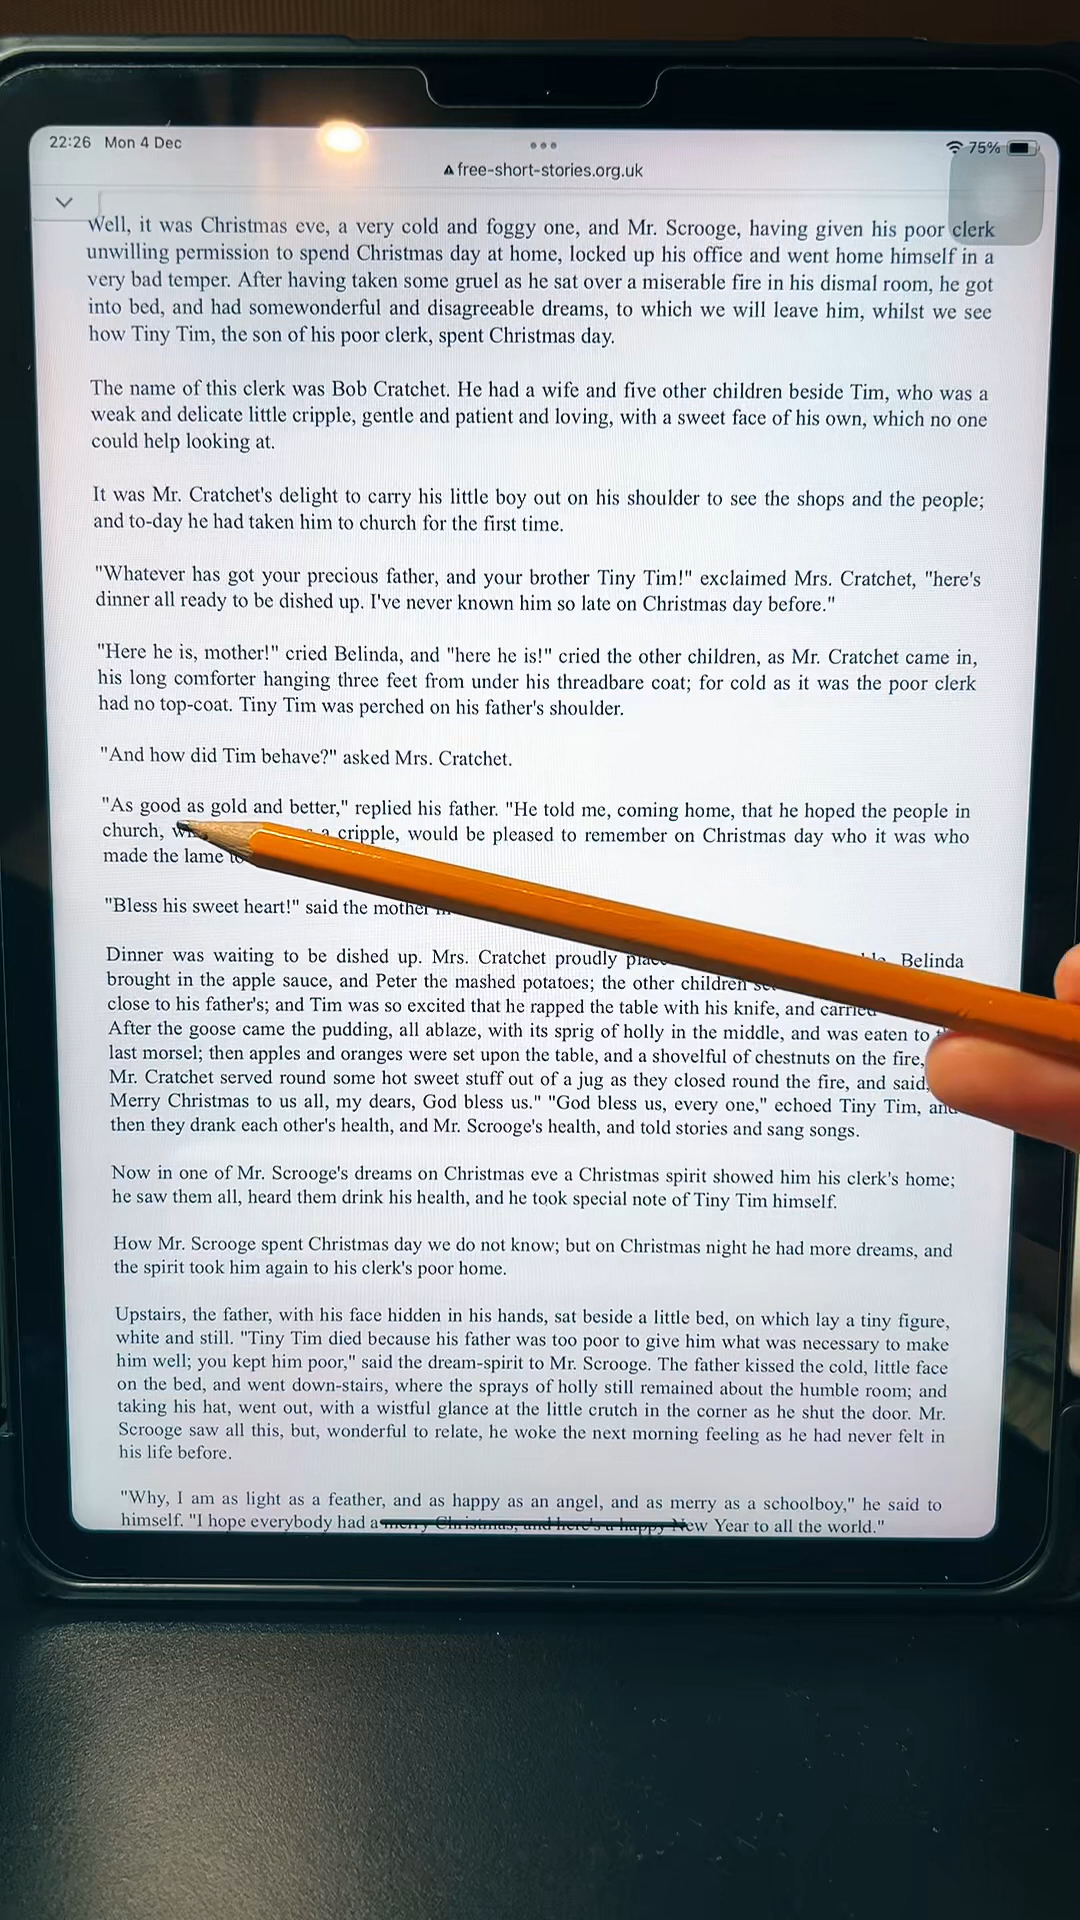 22:26 Mon 4 Dec
75%
free-short-stories.org.uk
Well, it was Christmas eve, a very cold and foggy one, and Mr. Scrooge, having given his poor clerk
unwilling permission to spend Christmas day at home, locked up his office and went home himself in a
very bad temper. After having taken some gruel as he sat over a miserable fire in his dismal room, he got
into bed, and had somewonderful and disagreeable dreams, to which we will leave him, whilst we see
how Tiny Tim, the son of his poor clerk, spent Christmas day.
The name of this clerk was Bob Cratchet. He had a wife and five other children beside Tim, who was a
weak and delicate little cripple, gentle and patient and loving, with a sweet face of his own, which no one
could help looking at.
It was Mr. Cratchet's delight to carry his little boy out on his shoulder to see the shops and the people;
and to-day he had taken him to church for the first time.
"Whatever has got your precious father, and your brother Tiny Tim!" exclaimed Mrs. Cratchet, "here's
dinner all ready to be dished up. I've never known him so late on Christmas day before."
"Here he is, mother!" cried Belinda, and "here he is!" cried the other children, as Mr. Cratchet came in,
his long comforter hanging three feet from under his threadbare coat; for cold as it was the poor clerk
had no top-coat. Tiny Tim was perched on his father's shoulder.
"And how did Tim behave?" asked Mrs. Cratchet.
"As good as gold and better," replied his father. "He told me, coming home, that he hoped the people in
church, a cripple, would be pleased to remember on Christmas day who it was who
made the lame
"Bless his sweet heart!" said the mother
Dinner was waiting to be dished up. Mrs. Cratchet proudly Belinda
brought in the apple sauce, and Peter the mashed potatoes; the other children
close to his father's; and Tim was so excited that he rapped the table with his knife, and carried
After the goose came the pudding, all ablaze, with its sprig of holly in the middle, and was eaten to
last morsel; then apples and oranges were set upon the table, and a shovelful of chestnuts on the fire,
Mr. Cratchet served round some hot sweet stuff out of a jug as they closed round the fire, and said,
Merry Christmas to us all, my dears, God bless us." "God bless us, every one," echoed Tiny Tim, and
then they drank each other's health, and Mr. Scrooge's health, and told stories and sang songs.
Now in one of Mr. Scrooge's dreams on Christmas eve a Christmas spirit showed him his clerk's home;
he saw them all, heard them drink his health, and he took special note of Tiny Tim himself.
How Mr. Scrooge spent Christmas day we do not know; but on Christmas night he had more dreams, and
the spirit took him again to his clerk's poor home.
Upstairs, the father, with his face hidden in his hands, sat beside a little bed, on which lay a tiny figure,
white and still. "Tiny Tim died because his father was too poor to give him what was necessary to make
him well; you kept him poor," said the dream-spirit to Mr. Scrooge. The father kissed the cold, little face
on the bed, and went down-stairs, where the sprays of holly still remained about the humble room; and
taking his hat, went out, with a wistful glance at the little crutch in the corner as he shut the door. Mr.
Scrooge saw all this, but, wonderful to relate, he woke the next morning feeling as he had never felt in
his life before.
"Why, I am as light as a feather, and as happy as an angel, and as merry as a schoolboy," he said to
himself. "I hope everybody had a merry Christmas, and here's a happy New Year to all the world."